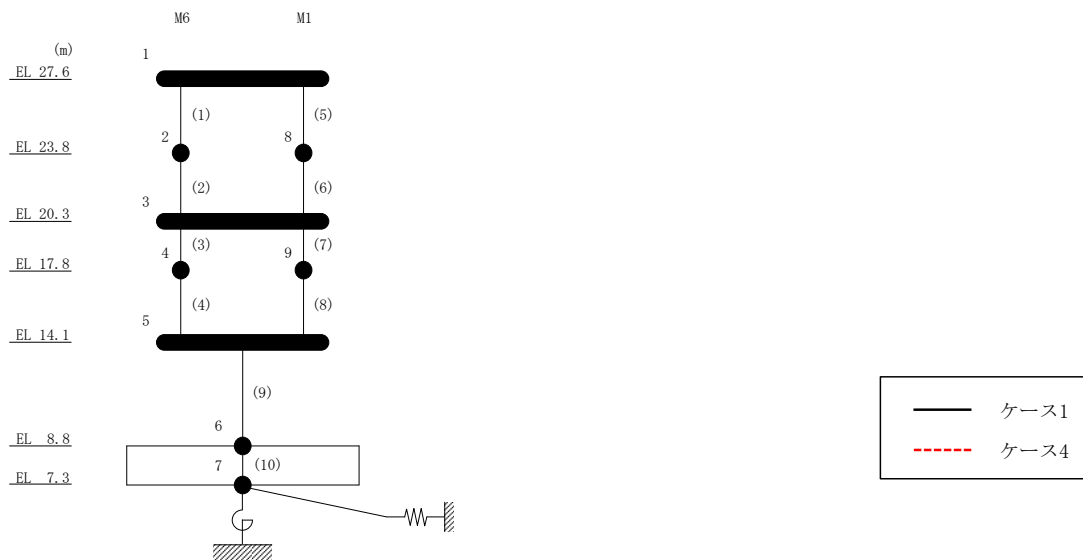 M6 M1
(m)
1
EL 27.6
(1) (5)
2 8
EL 23.8
(2) (6)
3
EL 20.3
(3) (7)
4 9
EL 17.8
(4) (8)
5
EL 14.1
(9)
ケース1
6
EL 8.8
ケース4
7 (10)
EL 7.3